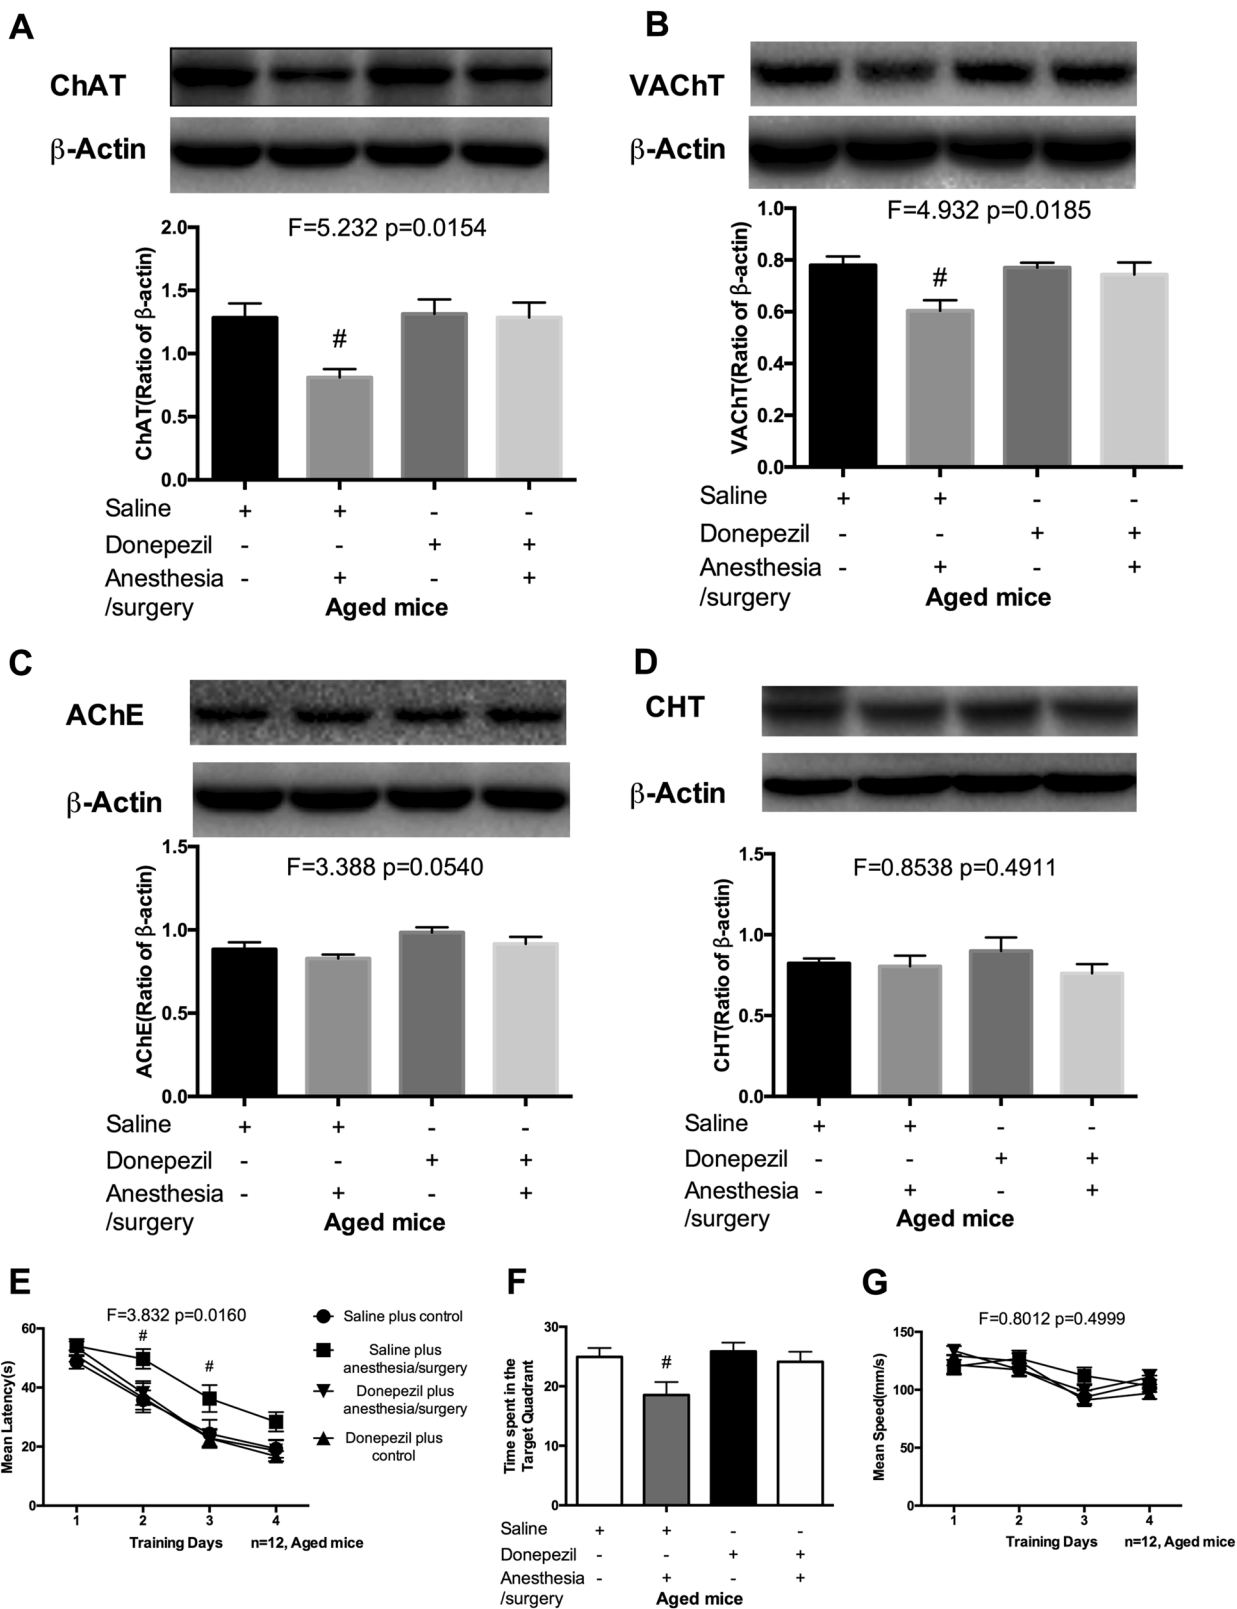 A
ChAT
β-Actin
F=5.232 p=0.0154
ChAT(Ratio of β-actin)
2.0
1.5
1.0
0.5
0.0
#
Saline + + - -
Donepezil - - + +
Anesthesia - + - +
/surgery Aged mice
B
VAChT
β-Actin
F=4.932 p=0.0185
VAChT(Ratio of β-actin)
1.0
0.8
0.6
0.4
0.2
0.0
#
Saline + + - -
Donepezil - - + +
Anesthesia - + - +
/surgery Aged mice
C
AChE
β-Actin
F=3.388 p=0.0540
AChE(Ratio of β-actin)
1.5
1.0
0.5
0.0
Saline + + - -
Donepezil - - + +
Anesthesia - + - +
/surgery Aged mice
D
CHT
β-Actin
F=0.8538 p=0.4911
CHT(Ratio of β-actin)
1.5
1.0
0.5
0.0
Saline + + - -
Donepezil - - + +
Anesthesia - + - +
/surgery Aged mice
E
F=3.832 p=0.0160
Mean Latency(s)
60
40
20
0
#
#
1 2 3 4
Training Days n=12, Aged mice
Saline plus control
Saline plus
anesthesia/surgery
Donepezil plus
anesthesia/surgery
Donepezil plus
control
F
Time spent in the
Target Quadrant
30
20
10
0
#
Saline + + - -
Donepezil - - + +
Anesthesia - + - +
/surgery Aged mice
G
F=0.8012 p=0.4999
Mean Speed(mm/s)
150
100
50
0
1 2 3 4
Training Days n=12, Aged mice